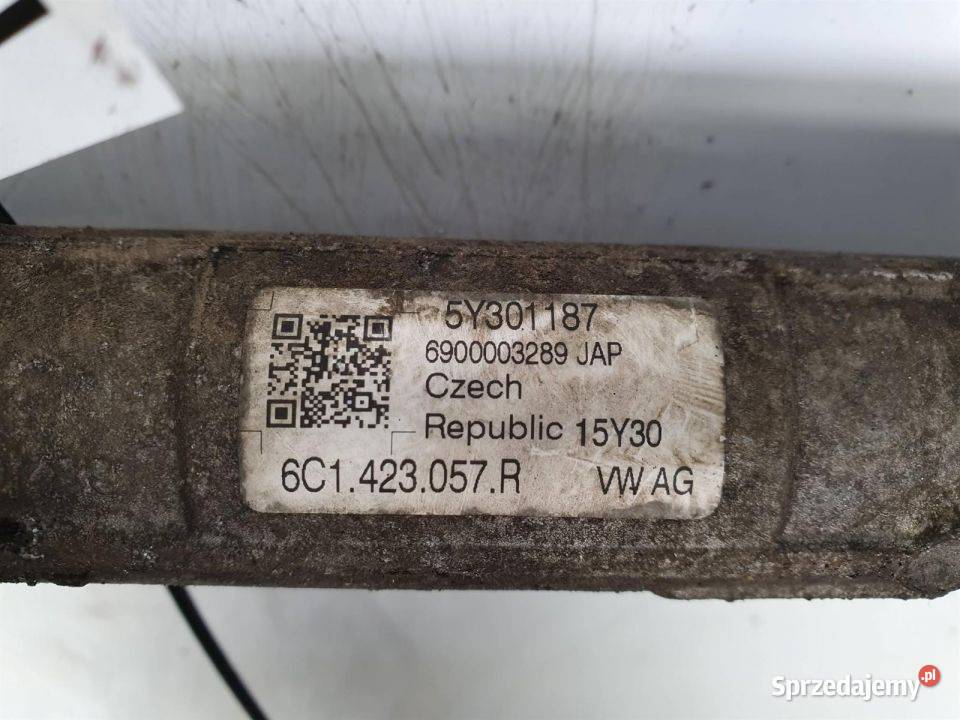 5Y301187
6900003289 JAP
Czech
Republic 15Y30
6C1.423.057.R VW AG
Sprzedajemy.pl